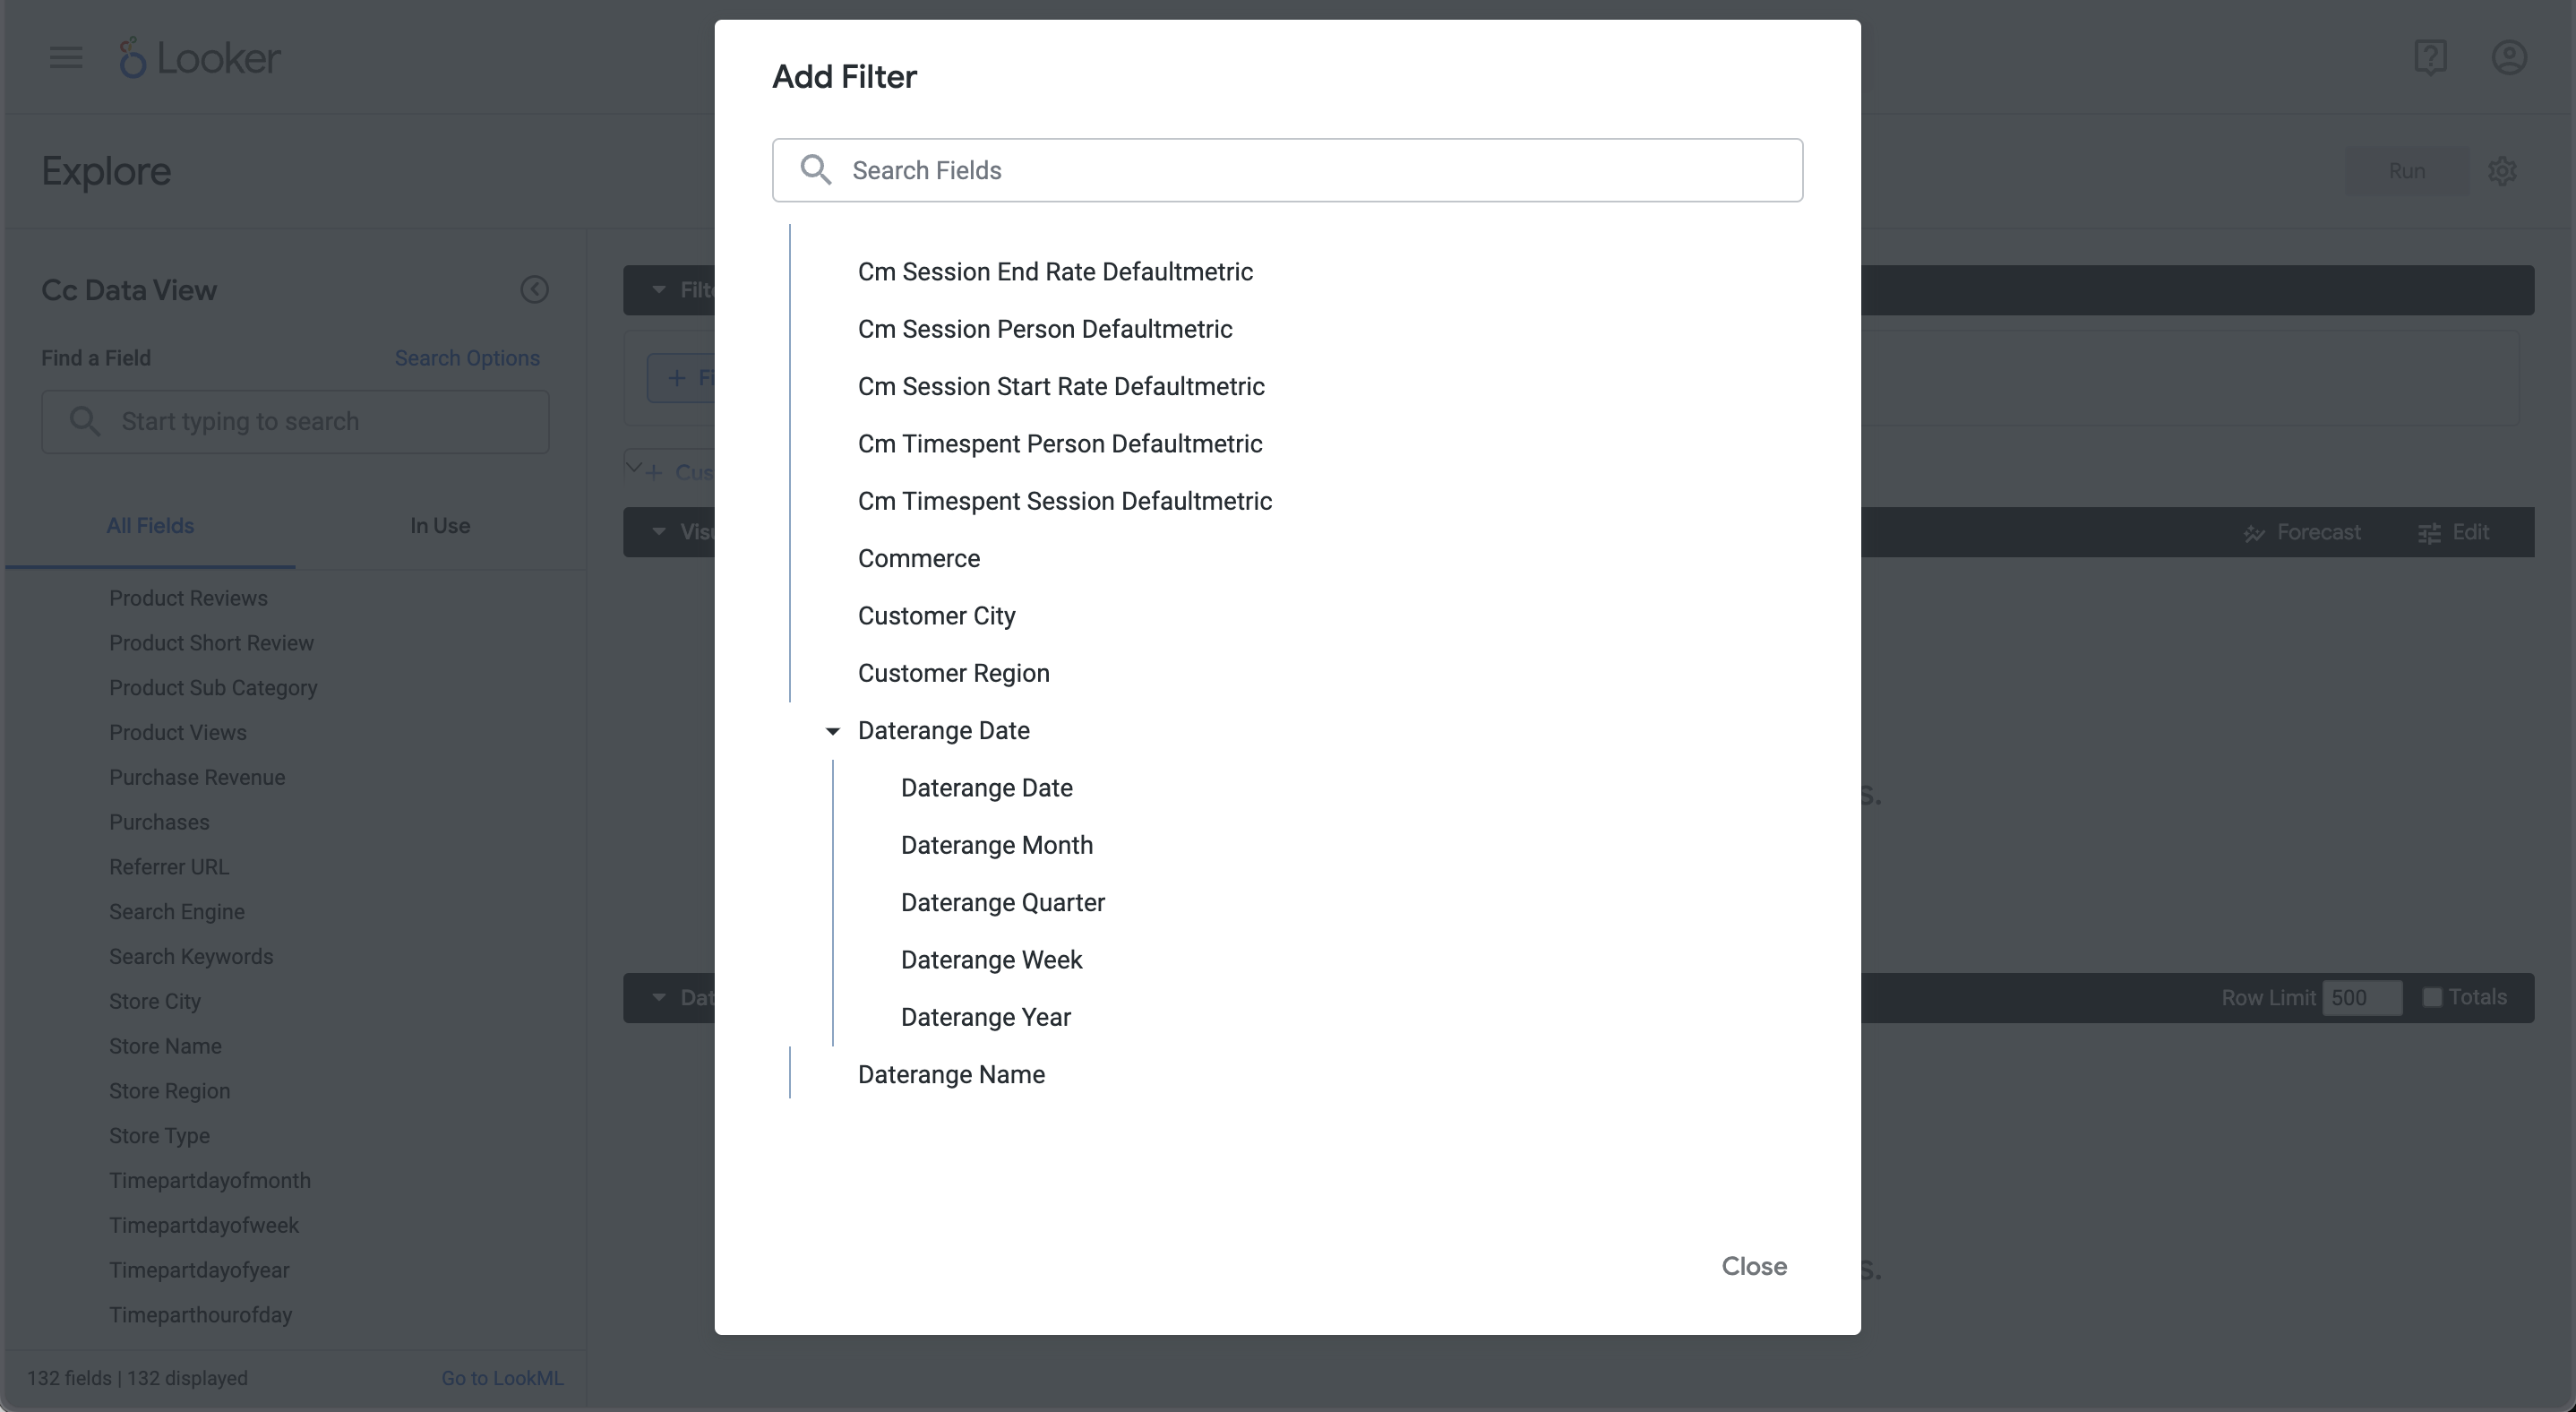 Looker
Explore
Run
Cc Data View
Find a Field
Search Options
Start typing to search
All Fields
In Use
Product Reviews
Product Short Review
Product Sub Category
Product Views
Purchase Revenue
Purchases
Referrer URL
Search Engine
Search Keywords
Store City
Store Name
Store Region
Store Type
Timepartdayofmonth
Timepartdayofweek
Timepartdayofyear
Timeparthourofday
132 fields | 132 displayed
Go to LookML
Add Filter
Search Fields
Cm Session End Rate Defaultmetric
Cm Session Person Defaultmetric
Cm Session Start Rate Defaultmetric
Cm Timespent Person Defaultmetric
Cm Timespent Session Defaultmetric
Commerce
Customer City
Customer Region
Daterange Date
Daterange Date
Daterange Month
Daterange Quarter
Daterange Week
Daterange Year
Daterange Name
Close
Forecast
Edit
Row Limit 500
Totals